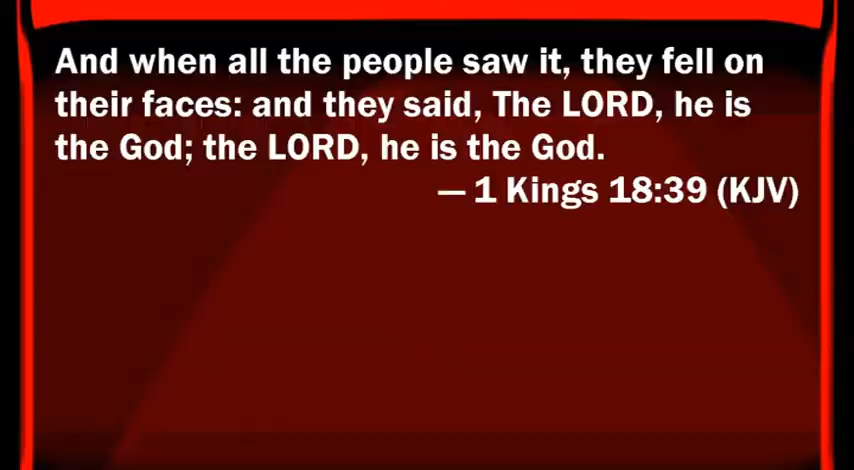 And when all the people saw it, they fell on
their faces: and they said, The LORD, he is
the God; the LORD, he is the God.
— 1 Kings 18:39 (KJV)